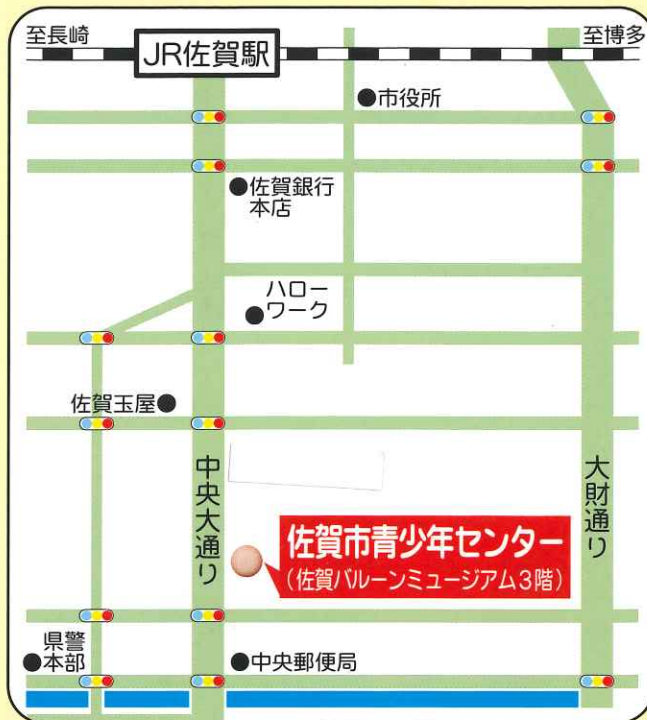 至長崎
JR佐賀駅
至博多
市役所
佐賀銀行
本店
ハロー
ワーク
佐賀玉屋
中央大通り
大財通り
佐賀市青少年センター
(佐賀バルーンミュージアム3階)
県警
本部
中央郵便局